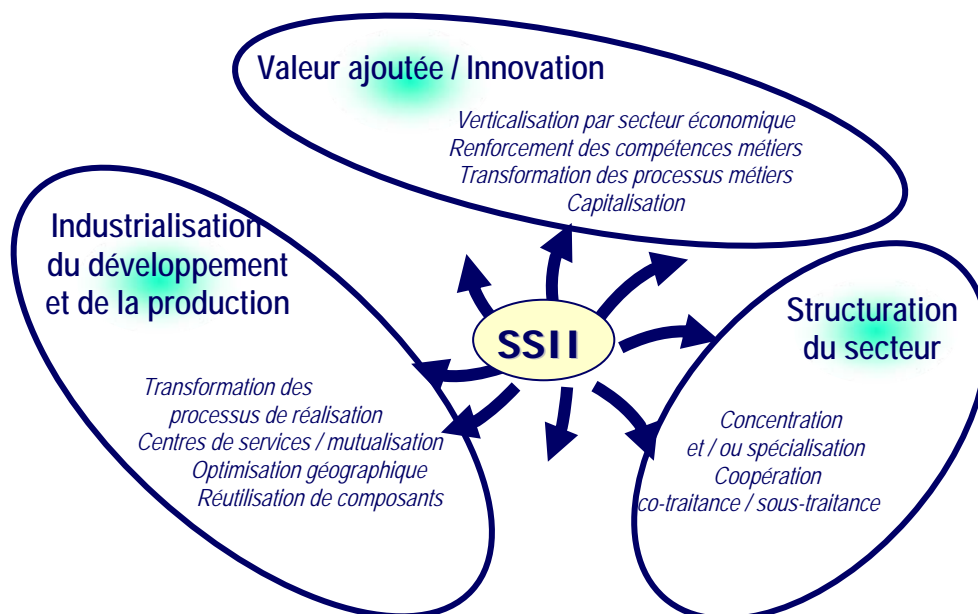 Valeur ajoutée / Innovation
Verticalisation par secteur économique
Renforcement des compétences métiers
Transformation des processus métiers
Capitalisation
Industrialisation
du développement
et de la production
Transformation des
processus de réalisation
Centres de services / mutualisation
Optimisation géographique
Réutilisation de composants
SSII
Structuration
du secteur
Concentration
et / ou spécialisation
Coopération
co-traitance / sous-traitance